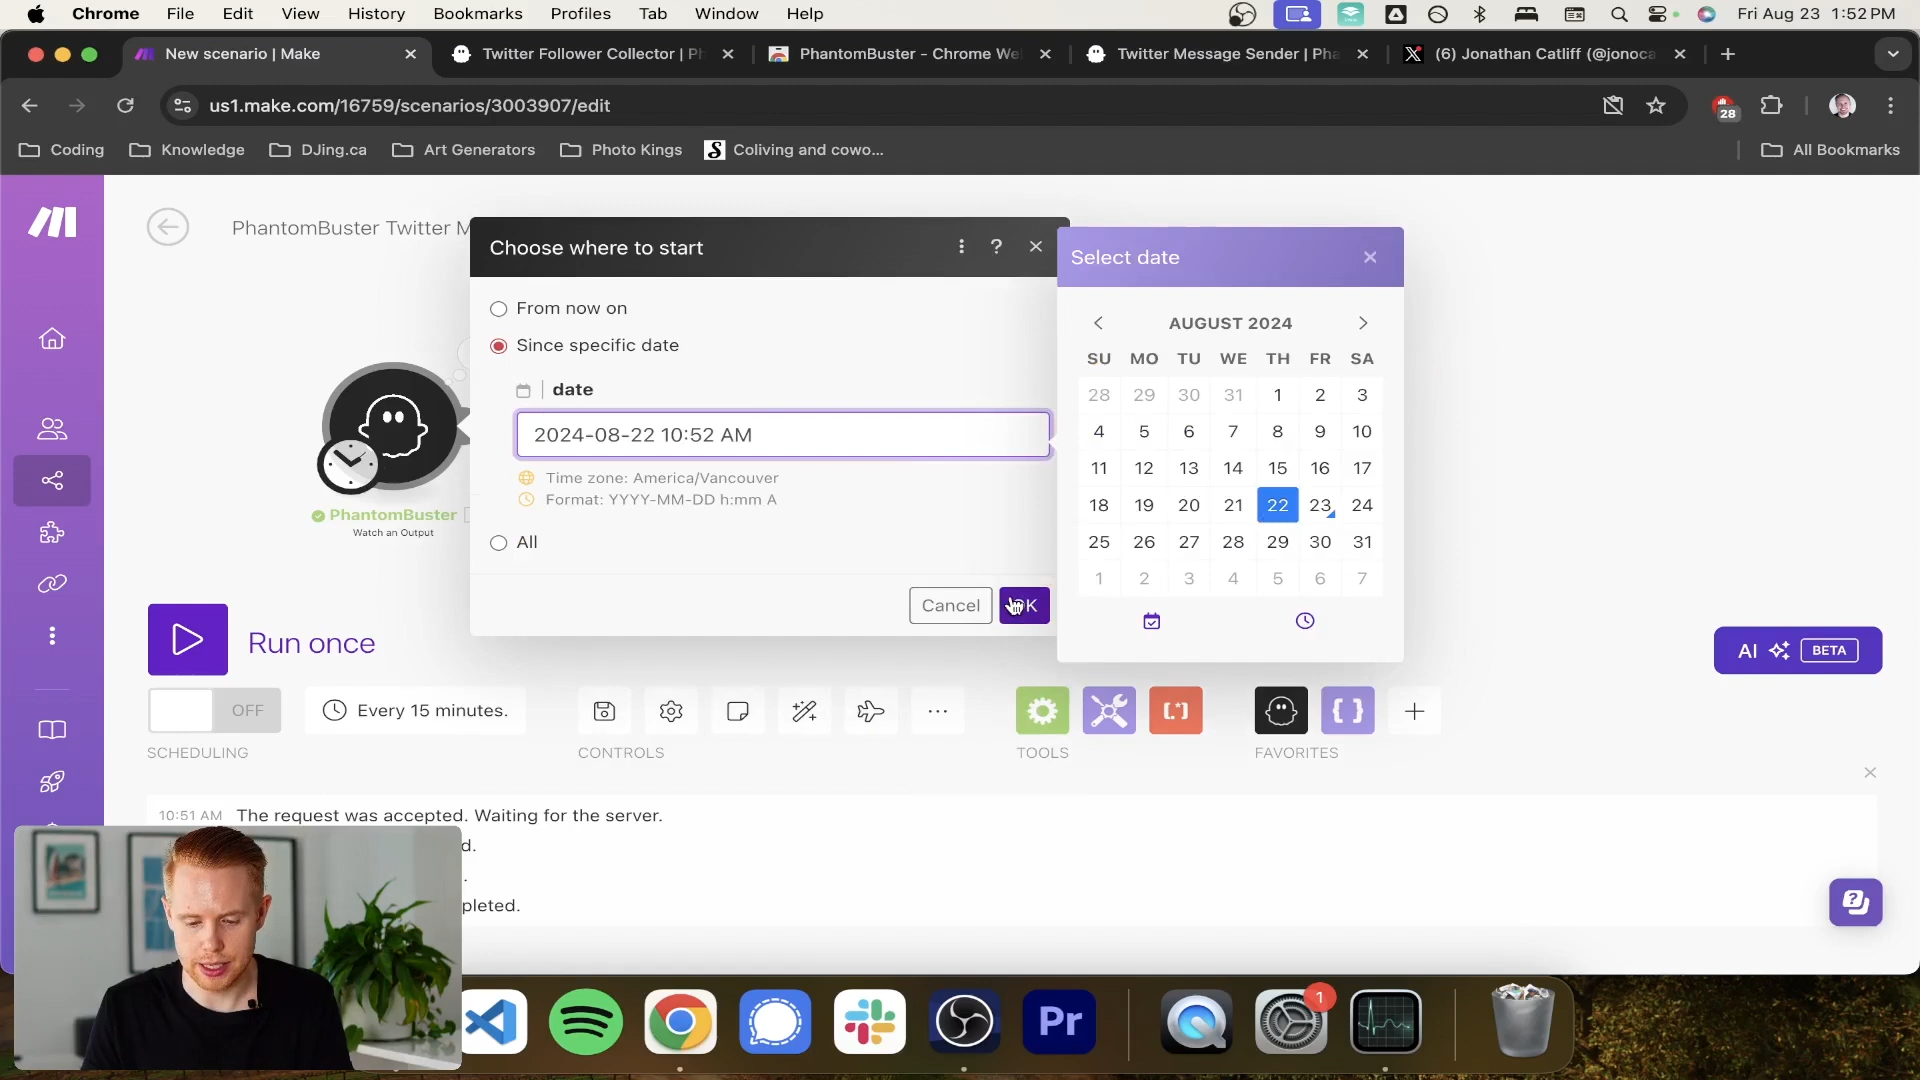 Chrome File Edit View History Bookmarks Profiles Tab Window Help Fri Aug 23 1:52 PM
New scenario | Make
Twitter Follower Collector | Ph
PhantomBuster - Chrome We
Twitter Message Sender | Pha
(6) Jonathan Catliff (@jonoca
us1.make.com/16759/scenarios/3003907/edit
28
Coding Knowledge DJing.ca Art Generators Photo Kings Coliving and cowo... All Bookmarks
PhantomBuster Twitter M
Choose where to start
?
From now on
Since specific date
date
2024-08-22 10:52 AM
Time zone: America/Vancouver
Format: YYYY-MM-DD h:mm A
All
Cancel OK
Select date
AUGUST 2024
SU MO TU WE TH FR SA
28 29 30 31 1 2 3
4 5 6 7 8 9 10
11 12 13 14 15 16 17
18 19 20 21 22 23 24
25 26 27 28 29 30 31
1 2 3 4 5 6 7
PhantomBuster
Watch an Output
Run once
AI BETA
OFF
Every 15 minutes.
SCHEDULING
CONTROLS
TOOLS
FAVORITES
10:51 AM The request was accepted. Waiting for the server.
d.
.
pleted.
Pr
1